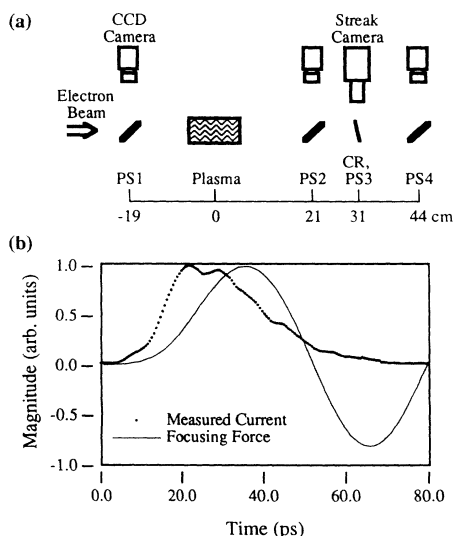 (a)
CCD
Camera
Streak
Camera
Electron
Beam
CR,
PS1 Plasma PS2 PS3 PS4
-19 0 21 31 44 cm
(b)
Magnitude (arb. units)
1.0
0.5
0.0
-0.5
-1.0
Measured Current
Focusing Force
0.0 20.0 40.0 60.0 80.0
Time (ps)